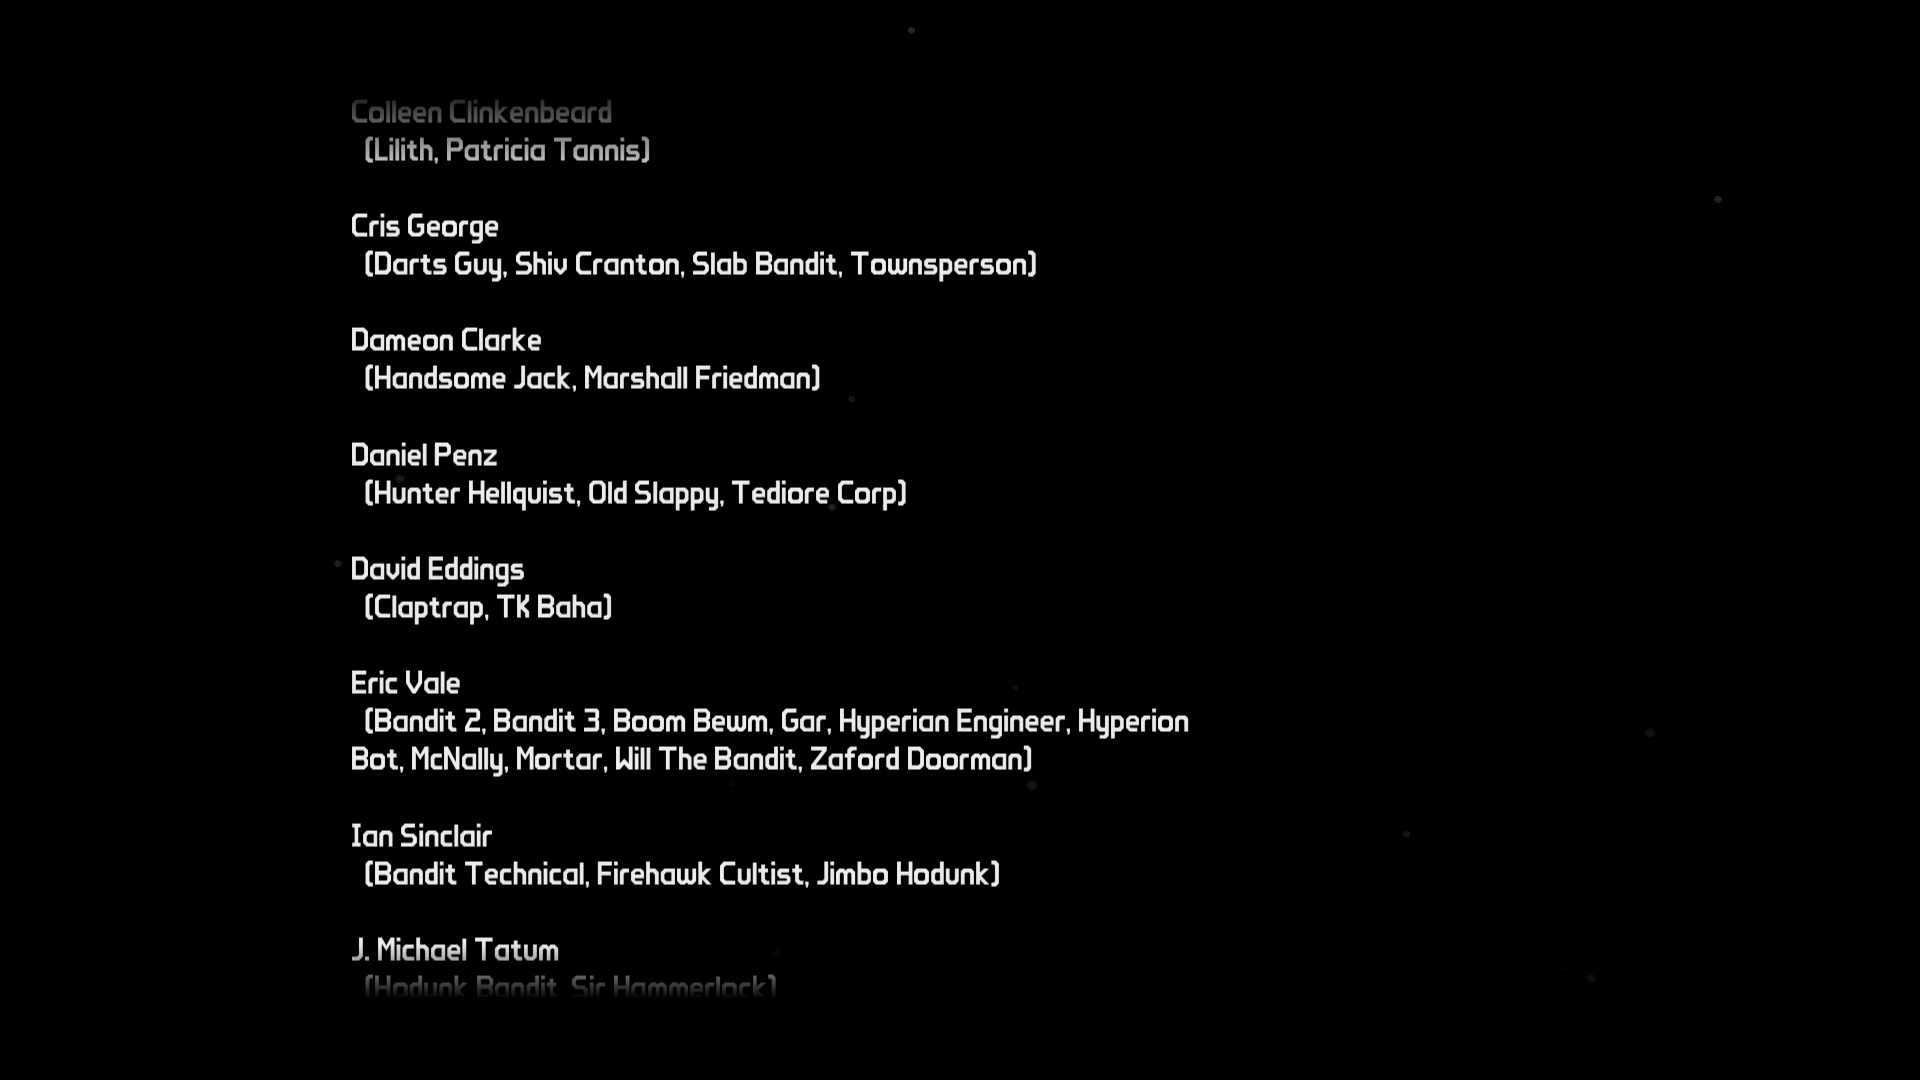 Colleen Clinkenbeard
(Lilith, Patricia Tannis)
Cris George
(Darts Guy, Shiv Cranton, Slab Bandit, Townsperson)
Dameon Clarke
(Handsome Jack, Marshall Friedman)
Daniel Penz
(Hunter Hellquist, Old Slappy, Tediore Corp)
David Eddings
(Claptrap, TK Baha)
Eric Vale
(Bandit 2, Bandit 3, Boom Bewm, Gar, Hyperian Engineer, Hyperion
Bot, McNally, Mortar, Will The Bandit, Zaford Doorman)
Ian Sinclair
(Bandit Technical, Firehawk Cultist, Jimbo Hodunk)
J. Michael Tatum
(Hodunk Bandit, Sir Hammerlock)